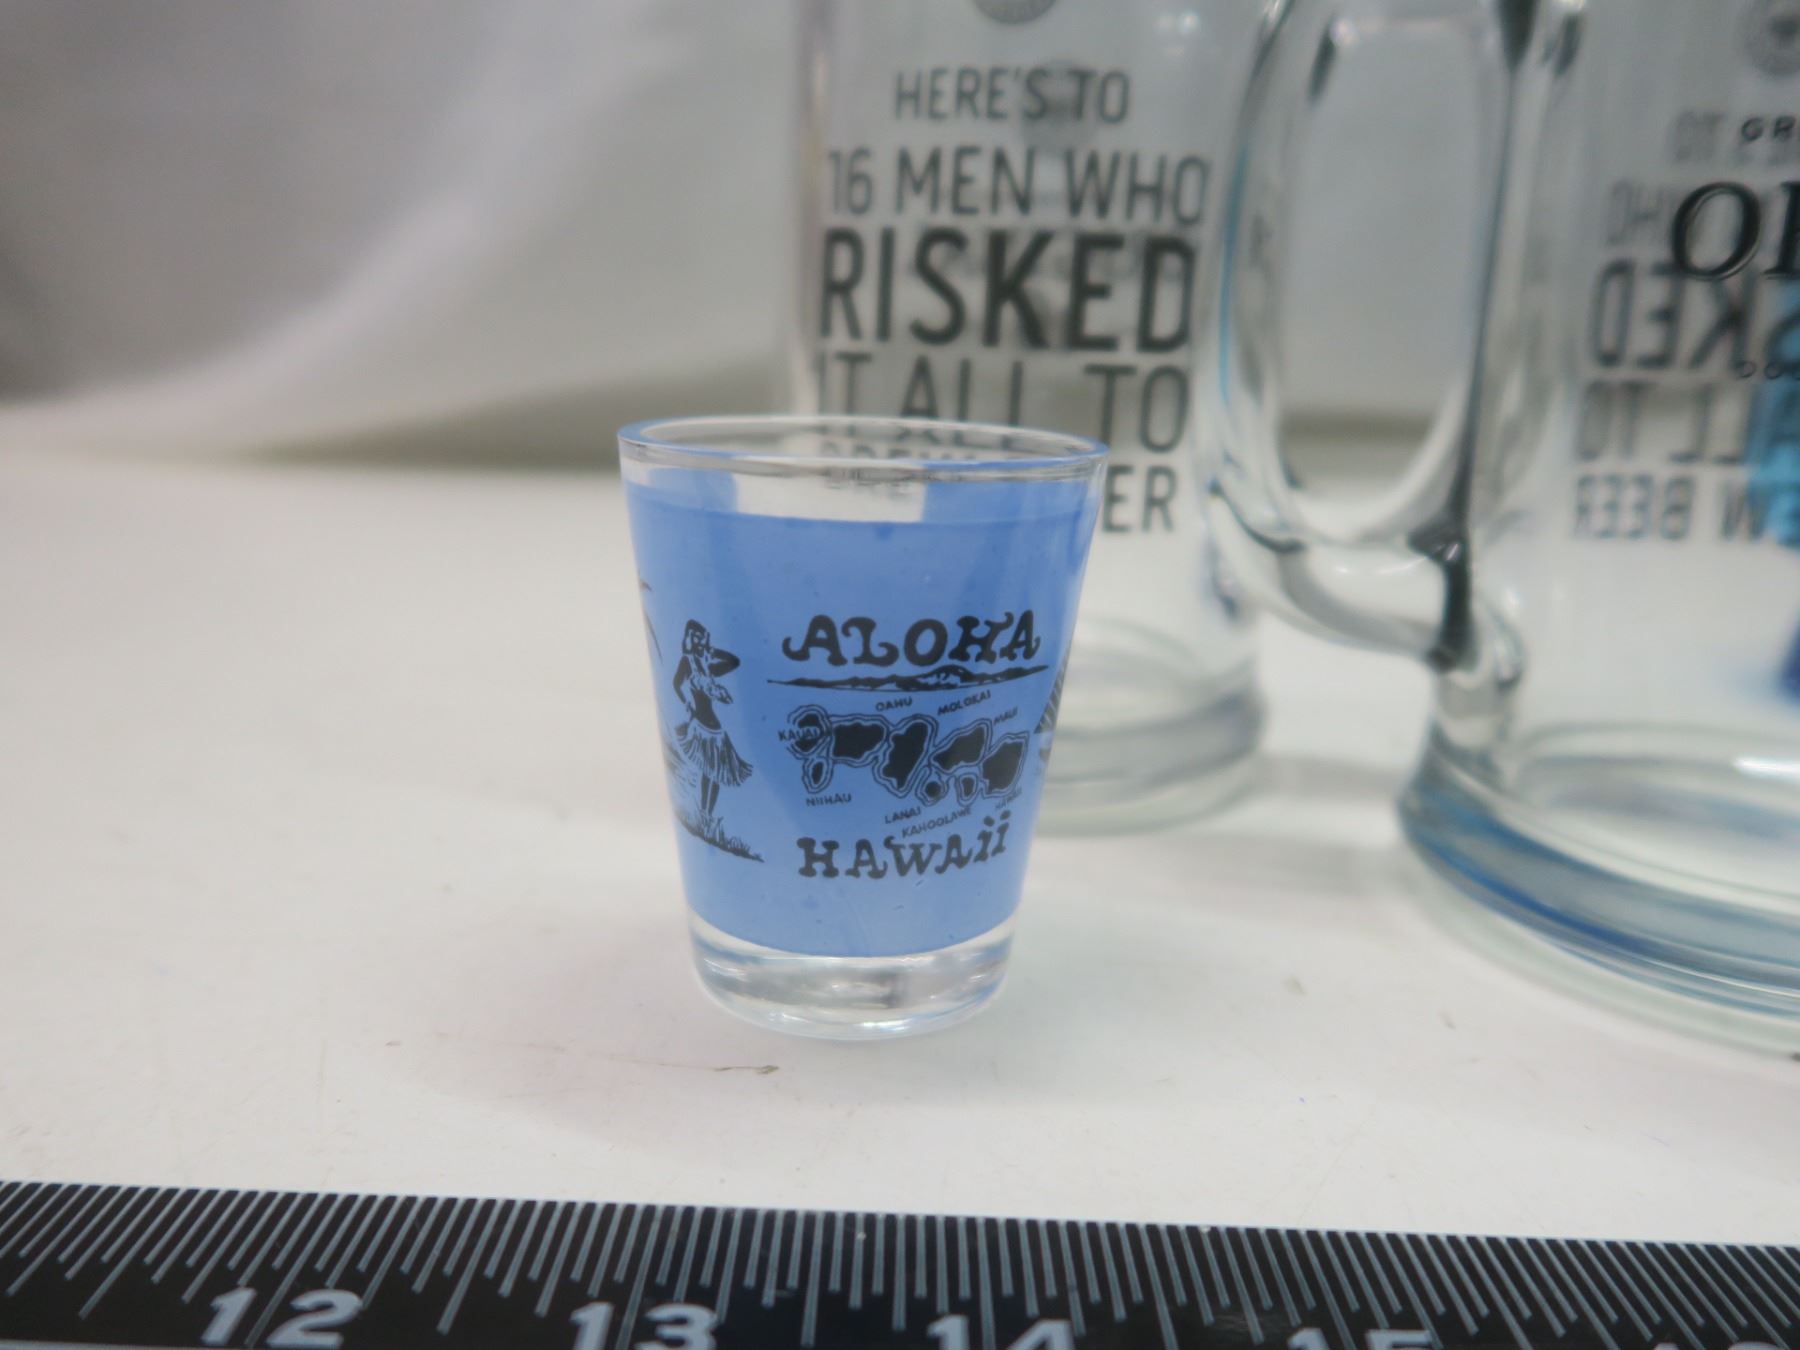 HERE'S TO
16 MEN WHO
RISKED
IT ALL TO
ER
ALOHA
OAHU
MOLOKAI
MAUI
KAUAI
NIIHAU
LANAI
KAHOOLAWE
HAWAII
HAWAII
12 13 14 15